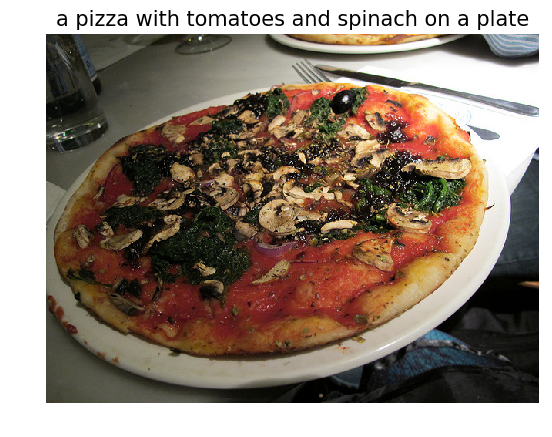 a pizza with tomatoes and spinach on a plate